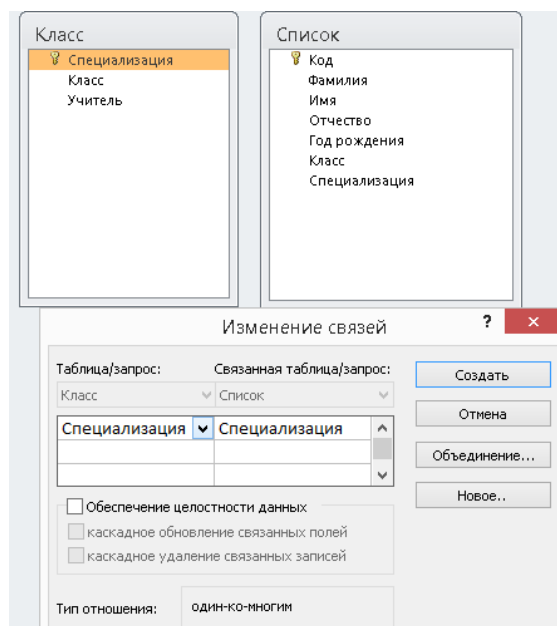 Класс
Специализация
Класс
Учитель
Список
Код
Фамилия
Имя
Отчество
Год рождения
Класс
Специализация
Изменение связей ? ×
Таблица/запрос: Связанная таблица/запрос:
Класс Список
Специализация Специализация
Создать
Отмена
Объединение...
Новое..
Обеспечение целостности данных
каскадное обновление связанных полей
каскадное удаление связанных записей
Тип отношения: один-ко-многим